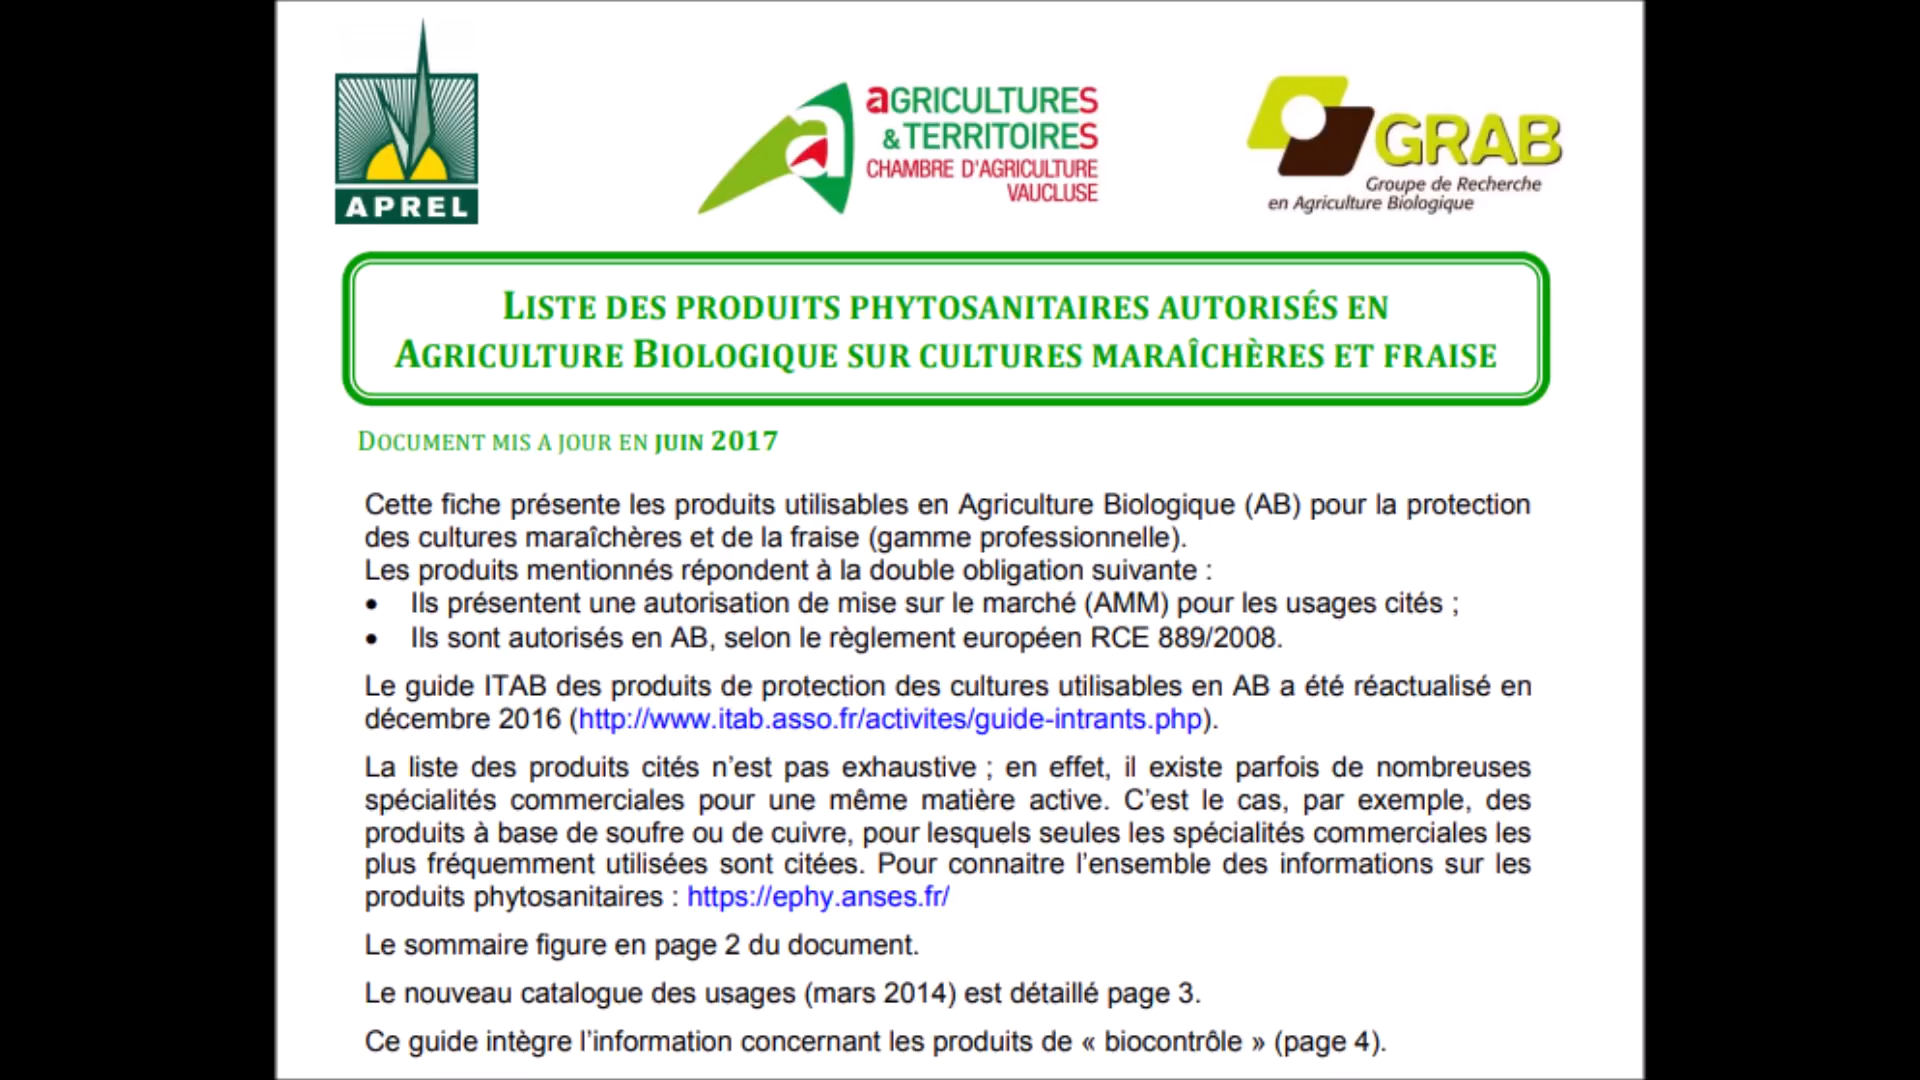 APREL
aGRICULTURES
&TERRITOIRES
CHAMBRE D'AGRICULTURE
VAUCLUSE
GRAB
Groupe de Recherche
en Agriculture Biologique
LISTE DES PRODUITS PHYTOSANITAIRES AUTORISÉS EN
AGRICULTURE BIOLOGIQUE SUR CULTURES MARAÎCHÈRES ET FRAISE
DOCUMENT MIS A JOUR EN JUIN 2017
Cette fiche présente les produits utilisables en Agriculture Biologique (AB) pour la protection
des cultures maraîchères et de la fraise (gamme professionnelle).
Les produits mentionnés répondent à la double obligation suivante :
• Ils présentent une autorisation de mise sur le marché (AMM) pour les usages cités ;
• Ils sont autorisés en AB, selon le règlement européen RCE 889/2008.
Le guide ITAB des produits de protection des cultures utilisables en AB a été réactualisé en
décembre 2016 (http://www.itab.asso.fr/activites/guide-intrants.php).
La liste des produits cités n'est pas exhaustive ; en effet, il existe parfois de nombreuses
spécialités commerciales pour une même matière active. C'est le cas, par exemple, des
produits à base de soufre ou de cuivre, pour lesquels seules les spécialités commerciales les
plus fréquemment utilisées sont citées. Pour connaitre l'ensemble des informations sur les
produits phytosanitaires : https://ephy.anses.fr/
Le sommaire figure en page 2 du document.
Le nouveau catalogue des usages (mars 2014) est détaillé page 3.
Ce guide intègre l'information concernant les produits de « biocontrôle » (page 4).